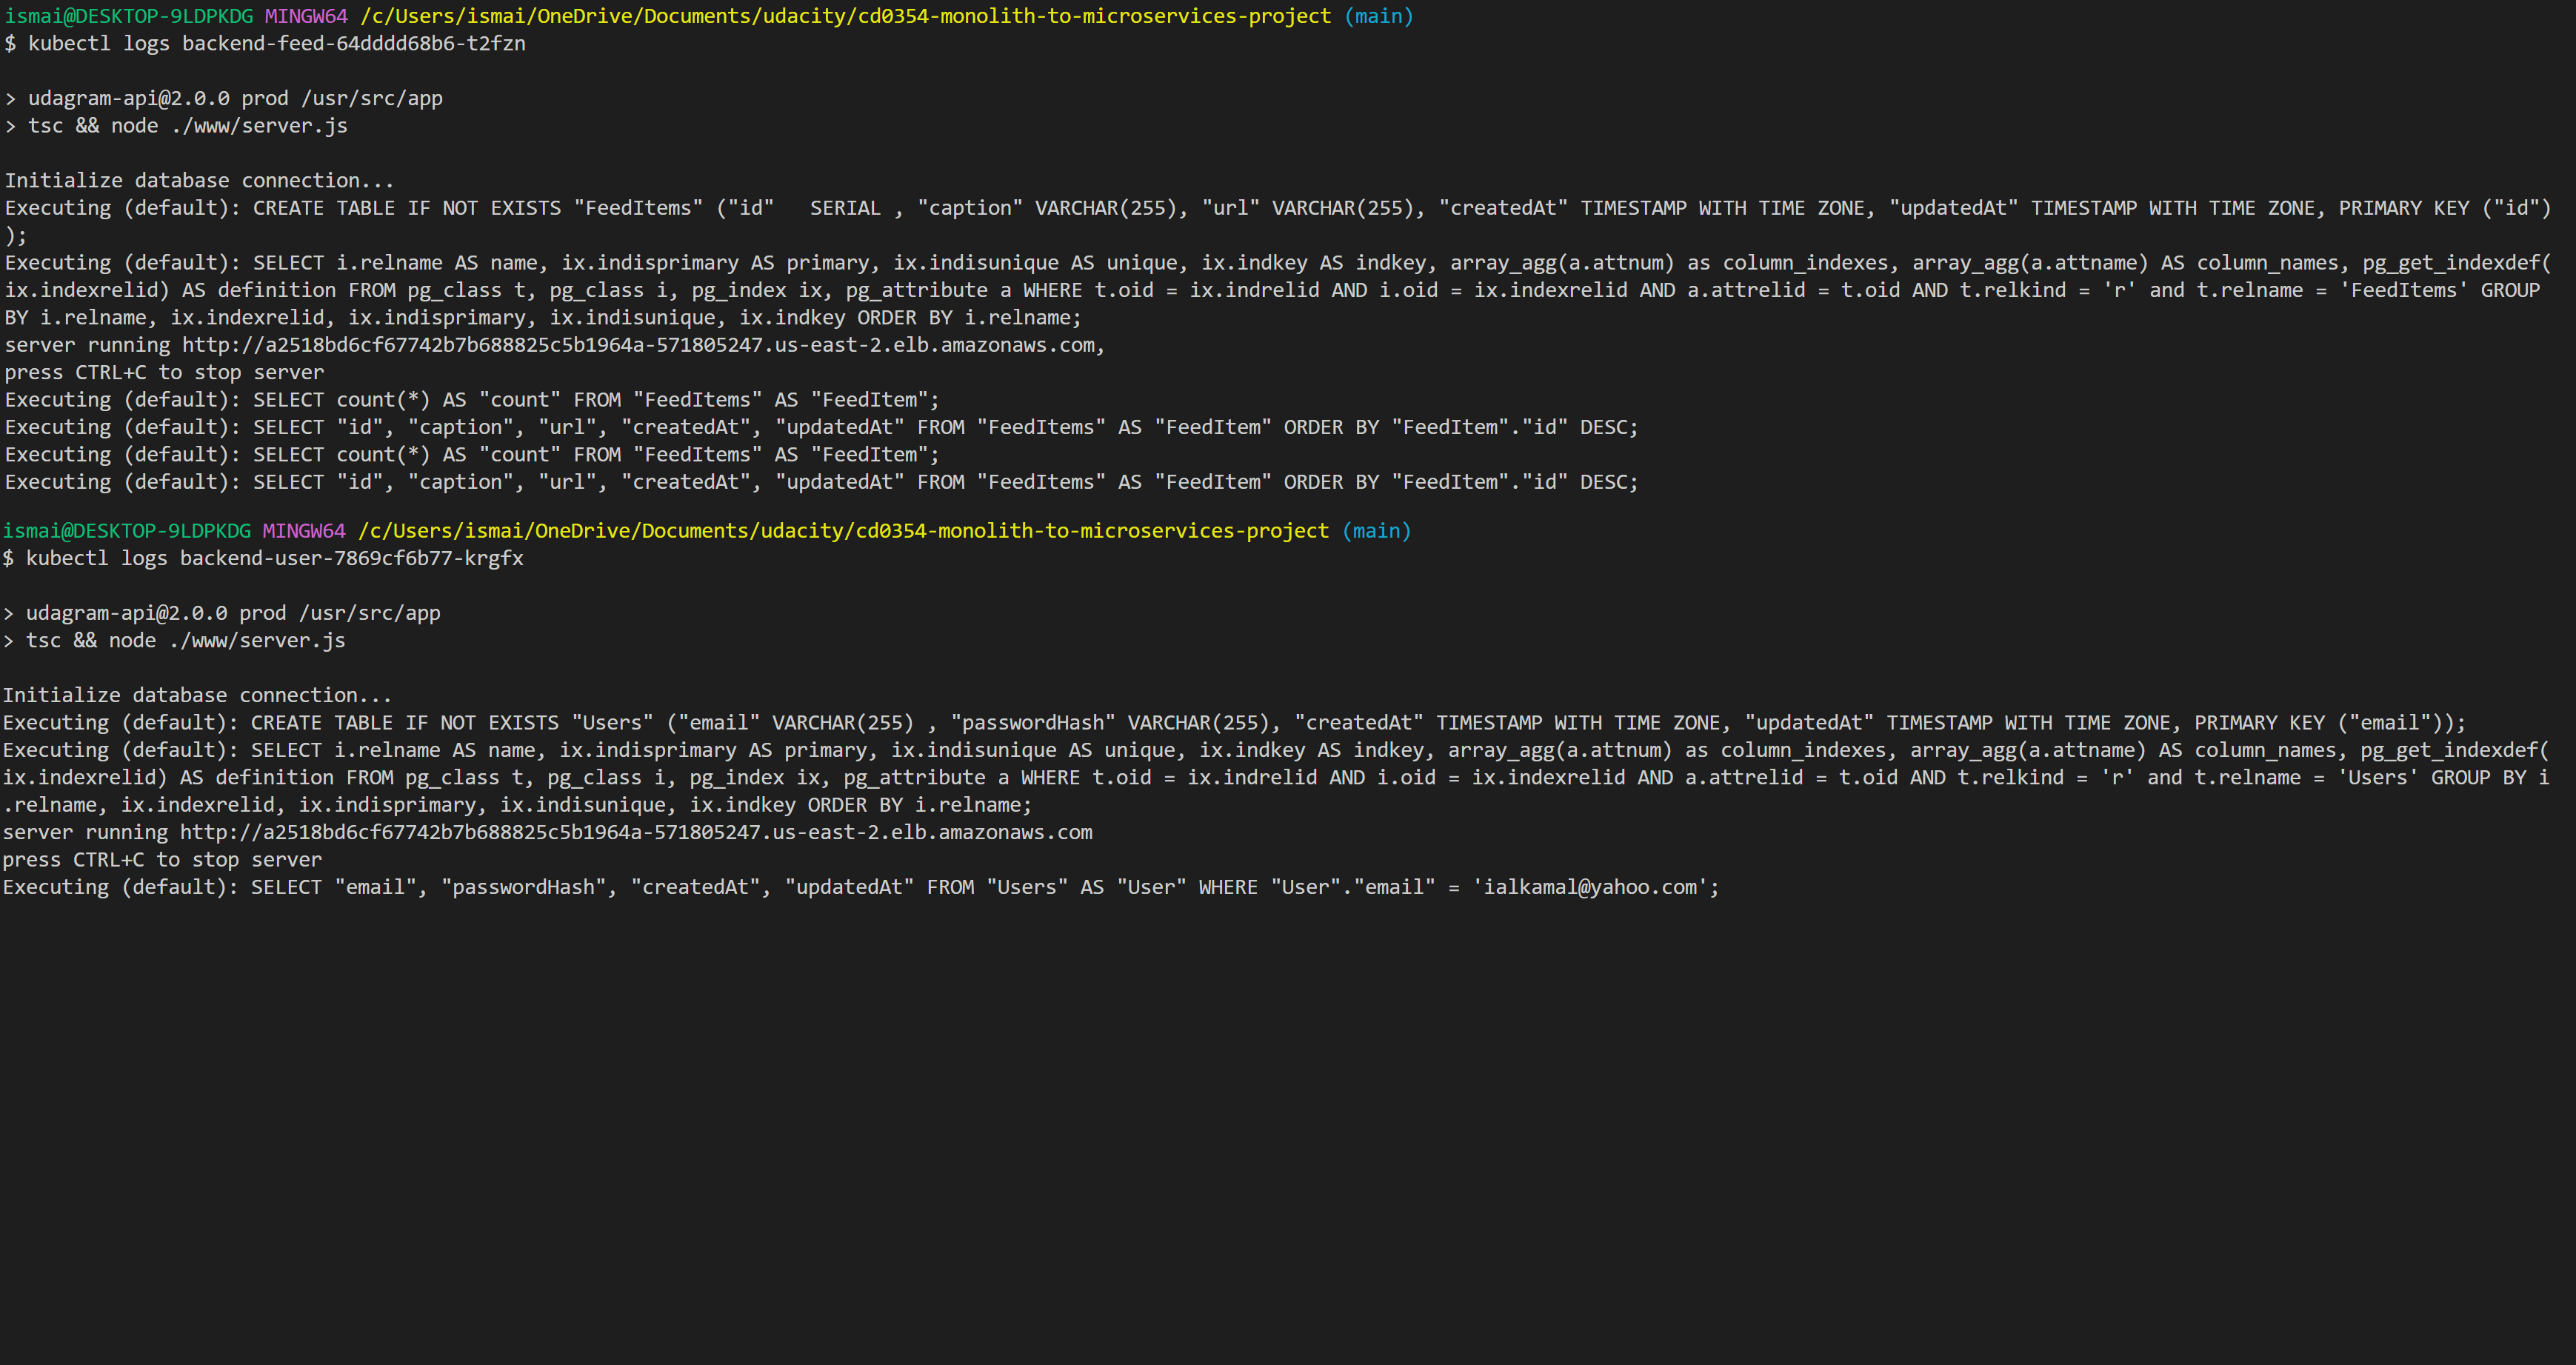 ismai@DESKTOP-9LDPKDG MINGW64 /c/Users/ismai/OneDrive/Documents/udacity/cd0354-monolith-to-microservices-project (main)
$ kubectl logs backend-feed-64dddd68b6-t2fzn
> udagram-api@2.0.0 prod /usr/src/app
> tsc && node ./www/server.js
Initialize database connection...
Executing (default): CREATE TABLE IF NOT EXISTS "FeedItems" ("id"   SERIAL , "caption" VARCHAR(255), "url" VARCHAR(255), "createdAt" TIMESTAMP WITH TIME ZONE, "updatedAt" TIMESTAMP WITH TIME ZONE, PRIMARY KEY ("id")
);
Executing (default): SELECT i.relname AS name, ix.indisprimary AS primary, ix.indisunique AS unique, ix.indkey AS indkey, array_agg(a.attnum) as column_indexes, array_agg(a.attname) AS column_names, pg_get_indexdef(
ix.indexrelid) AS definition FROM pg_class t, pg_class i, pg_index ix, pg_attribute a WHERE t.oid = ix.indrelid AND i.oid = ix.indexrelid AND a.attrelid = t.oid AND t.relkind = 'r' and t.relname = 'FeedItems' GROUP
BY i.relname, ix.indexrelid, ix.indisprimary, ix.indisunique, ix.indkey ORDER BY i.relname;
server running http://a2518bd6cf67742b7b688825c5b1964a-571805247.us-east-2.elb.amazonaws.com,
press CTRL+C to stop server
Executing (default): SELECT count(*) AS "count" FROM "FeedItems" AS "FeedItem";
Executing (default): SELECT "id", "caption", "url", "createdAt", "updatedAt" FROM "FeedItems" AS "FeedItem" ORDER BY "FeedItem"."id" DESC;
Executing (default): SELECT count(*) AS "count" FROM "FeedItems" AS "FeedItem";
Executing (default): SELECT "id", "caption", "url", "createdAt", "updatedAt" FROM "FeedItems" AS "FeedItem" ORDER BY "FeedItem"."id" DESC;
ismai@DESKTOP-9LDPKDG MINGW64 /c/Users/ismai/OneDrive/Documents/udacity/cd0354-monolith-to-microservices-project (main)
$ kubectl logs backend-user-7869cf6b77-krgfx
> udagram-api@2.0.0 prod /usr/src/app
> tsc && node ./www/server.js
Initialize database connection...
Executing (default): CREATE TABLE IF NOT EXISTS "Users" ("email" VARCHAR(255) , "passwordHash" VARCHAR(255), "createdAt" TIMESTAMP WITH TIME ZONE, "updatedAt" TIMESTAMP WITH TIME ZONE, PRIMARY KEY ("email"));
Executing (default): SELECT i.relname AS name, ix.indisprimary AS primary, ix.indisunique AS unique, ix.indkey AS indkey, array_agg(a.attnum) as column_indexes, array_agg(a.attname) AS column_names, pg_get_indexdef(
ix.indexrelid) AS definition FROM pg_class t, pg_class i, pg_index ix, pg_attribute a WHERE t.oid = ix.indrelid AND i.oid = ix.indexrelid AND a.attrelid = t.oid AND t.relkind = 'r' and t.relname = 'Users' GROUP BY i
.relname, ix.indexrelid, ix.indisprimary, ix.indisunique, ix.indkey ORDER BY i.relname;
server running http://a2518bd6cf67742b7b688825c5b1964a-571805247.us-east-2.elb.amazonaws.com
press CTRL+C to stop server
Executing (default): SELECT "email", "passwordHash", "createdAt", "updatedAt" FROM "Users" AS "User" WHERE "User"."email" = 'ialkamal@yahoo.com';